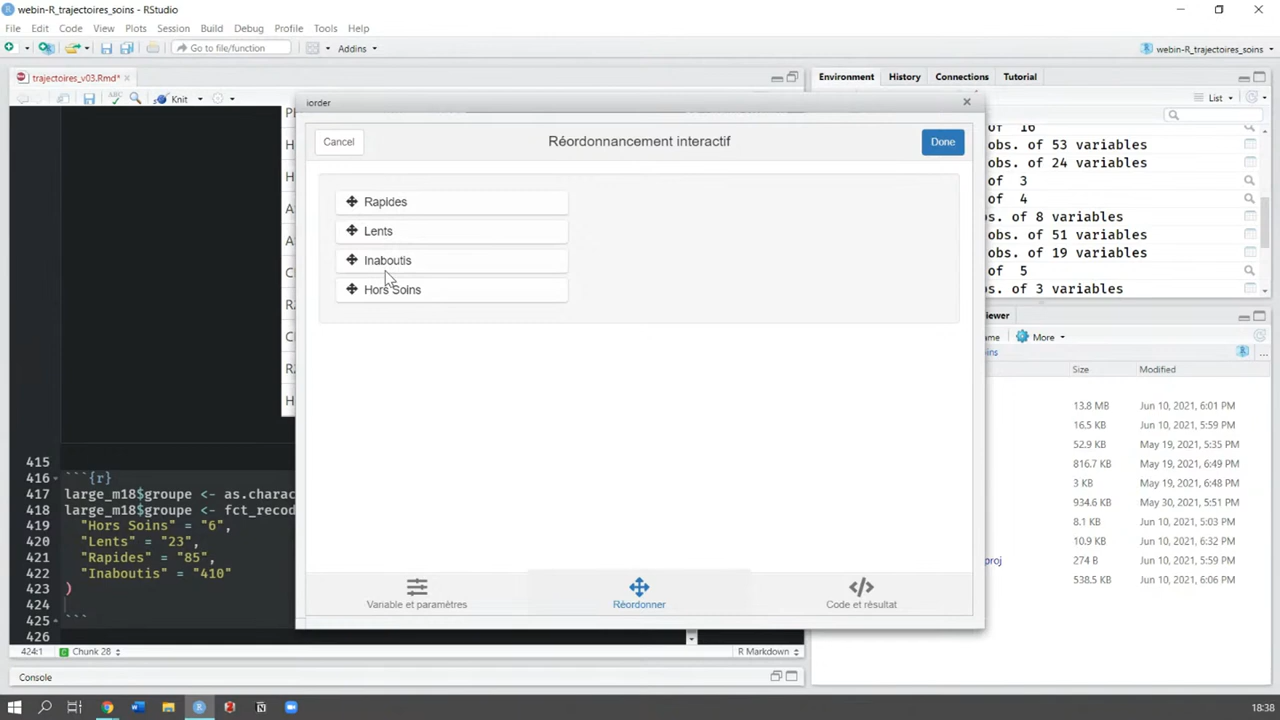 webin-R_trajectoires_soins - RStudio
File Edit Code View Plots Session Build Debug Profile Tools Help
Go to file/function Addins webin-R_trajectoires_soins
trajectoires_v03.Rmd* Environment History Connections Tutorial
Knit List
iorder
Cancel Réordonnancement interactif Done
Rapides
Lents
Inaboutis
Hors Soins
of 16
obs. of 53 variables
obs. of 24 variables
of 3
of 4
obs. of 8 variables
obs. of 51 variables
obs. of 19 variables
of 5
obs. of 3 variables
More
Size Modified
13.8 MB Jun 10, 2021, 6:01 PM
16.5 KB Jun 10, 2021, 5:59 PM
52.9 KB May 19, 2021, 5:35 PM
816.7 KB May 19, 2021, 6:49 PM
3 KB May 19, 2021, 6:48 PM
934.6 KB May 30, 2021, 5:51 PM
8.1 KB Jun 10, 2021, 5:03 PM
10.9 KB Jun 10, 2021, 6:32 PM
274 B Jun 10, 2021, 5:59 PM
538.5 KB Jun 10, 2021, 6:06 PM
415
416 ```{r}
417 large_m18$groupe <- as.charac
418 large_m18$groupe <- fct_recod
419 "Hors Soins" = "6",
420 "Lents" = "23",
421 "Rapides" = "85",
422 "Inaboutis" = "410"
423 )
424
425 ```
426
Variable et paramètres Réordonner Code et résultat
424:1 Chunk 28 R Markdown
Console
18:38